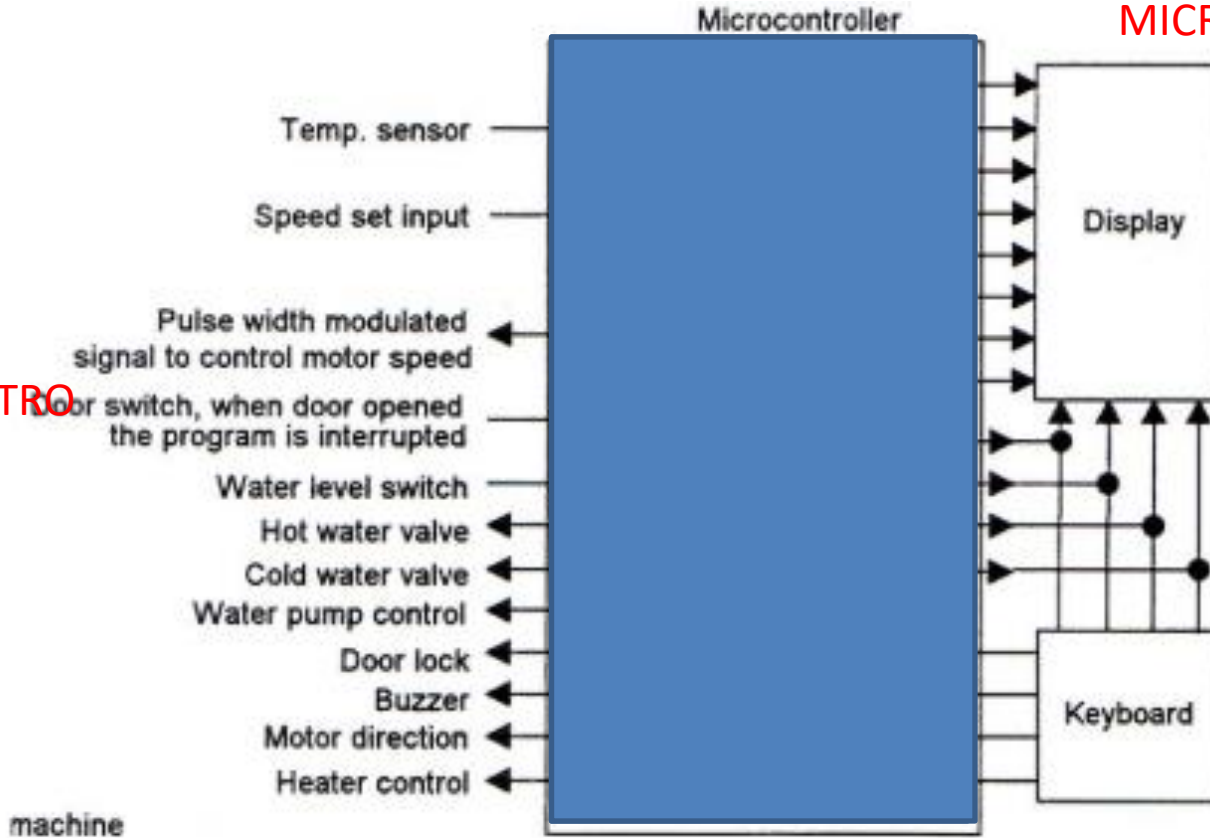 Microcontroller
MICR
Temp. sensor
Speed set input
Display
Pulse width modulated
signal to control motor speed
TRO
Door switch, when door opened
the program is interrupted
Water level switch
Hot water valve
Cold water valve
Water pump control
Door lock
Buzzer
Keyboard
Motor direction
Heater control
machine